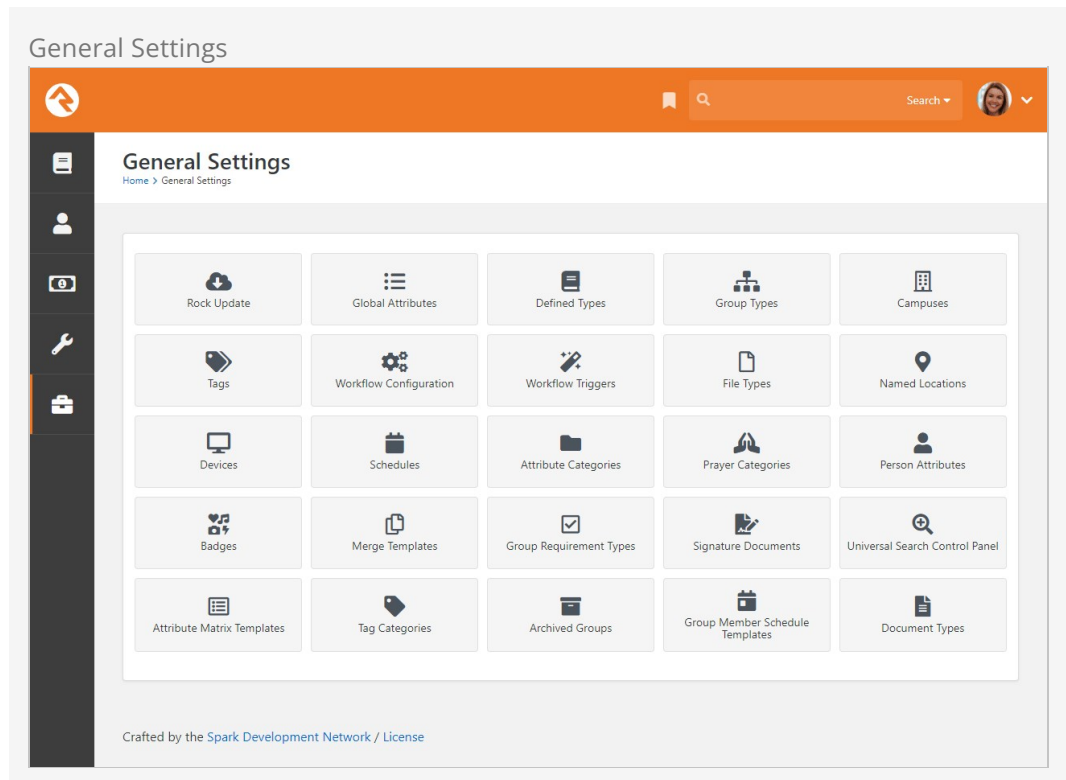 General Settings
Search
General Settings
Home > General Settings
Rock Update
Global Attributes
Defined Types
Group Types
Campuses
Tags
Workflow Configuration
Workflow Triggers
File Types
Named Locations
Devices
Schedules
Attribute Categories
Prayer Categories
Person Attributes
Badges
Merge Templates
Group Requirement Types
Signature Documents
Universal Search Control Panel
Attribute Matrix Templates
Tag Categories
Archived Groups
Group Member Schedule
Templates
Document Types
Crafted by the Spark Development Network / License